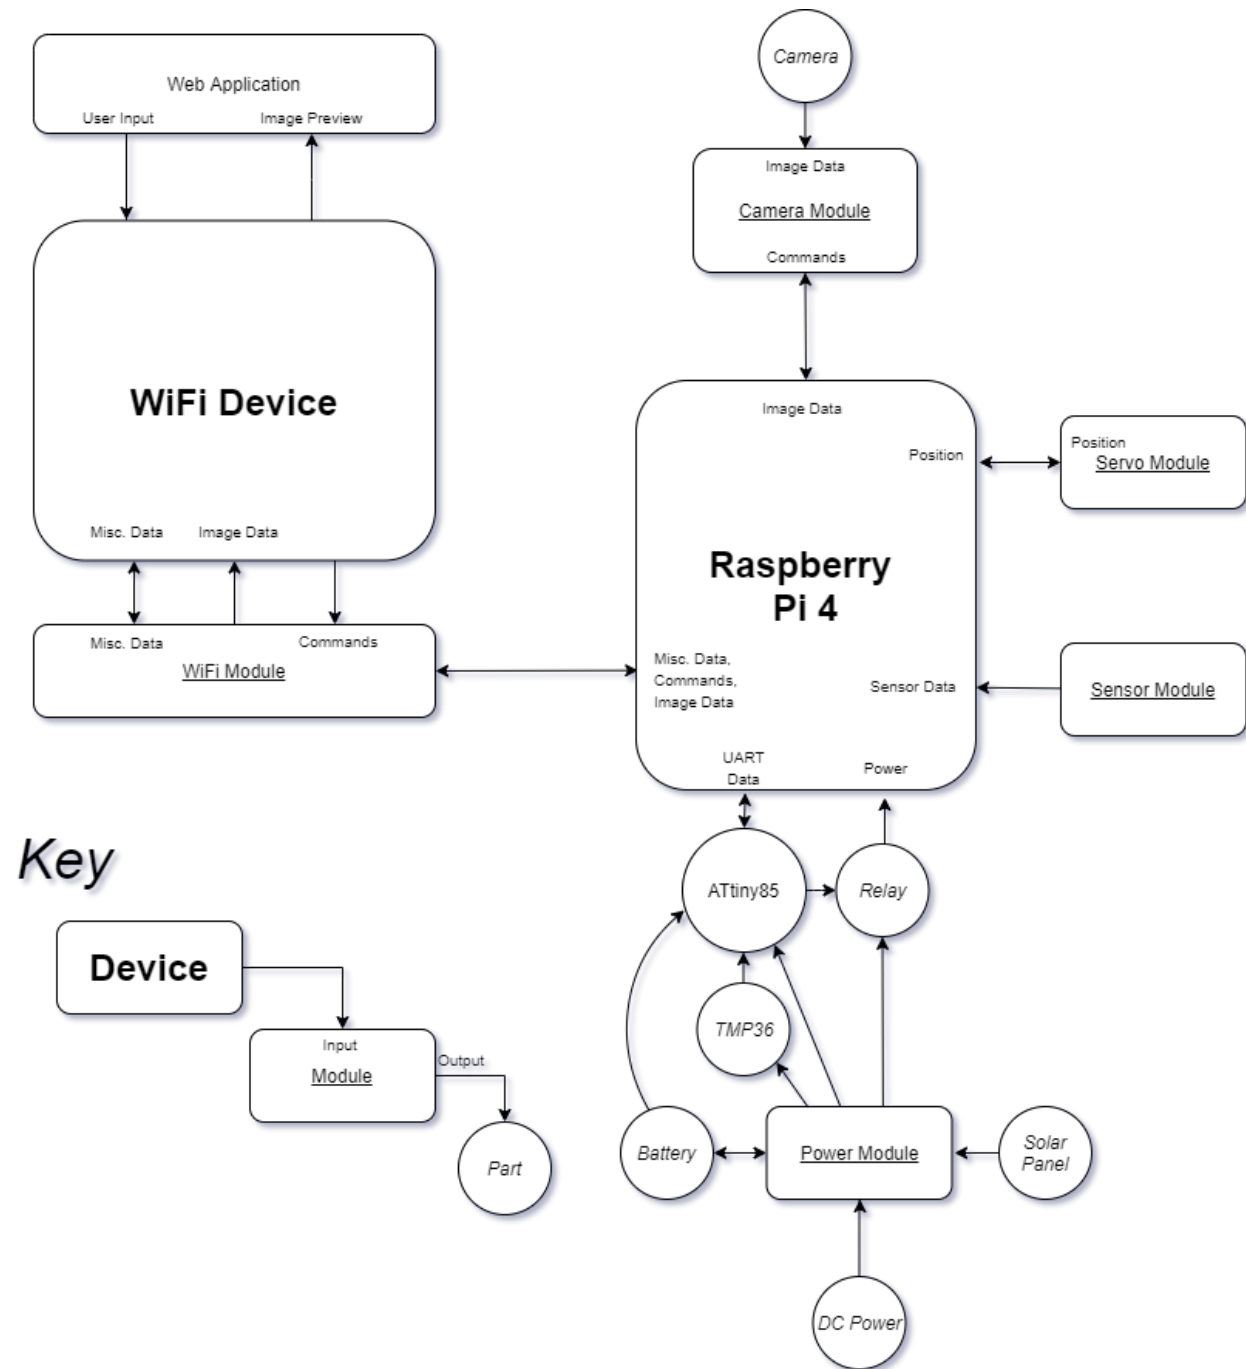 Web Application
User Input
Image Preview
WiFi Device
Misc. Data
Image Data
Misc. Data
Commands
WiFi Module
Camera
Image Data
Camera Module
Commands
Image Data
Position
Raspberry
Pi 4
Misc. Data,
Commands,
Image Data
Sensor Data
UART
Data
Power
Position
Servo Module
Sensor Module
ATtiny85
Relay
TMP36
Battery
Power Module
Solar
Panel
DC Power
Key
Device
Input
Module
Output
Part